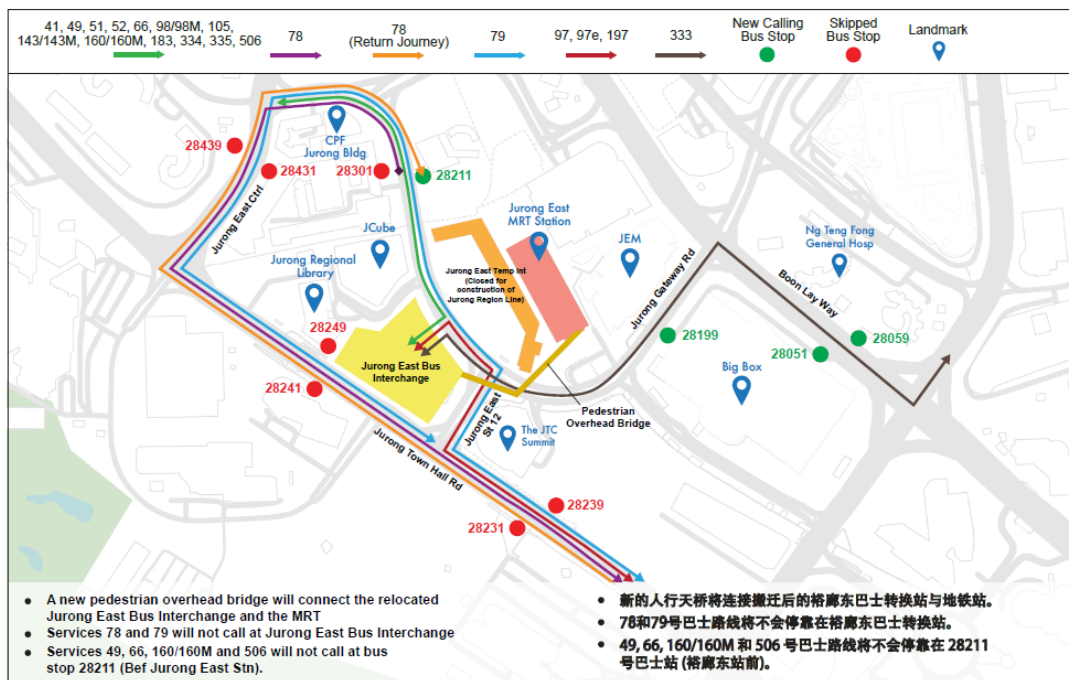 41, 49, 51, 52, 66, 98/98M, 105,
143/143M, 160/160M, 183, 334, 335, 506
78
78
(Return Journey)
79
97, 97e, 197
333
New Calling
Bus Stop
Skipped
Bus Stop
Landmark
28439
28431
CPF
Jurong Bldg
28301
28211
Jurong East Ctrl
JCube
Jurong Regional
Library
Jurong East
MRT Station
JEM
Ng Teng Fong
General Hosp
Jurong East Temp Int
(Closed for
construction of
Jurong Region Line)
Jurong Gateway Rd
Boon Lay Way
28249
28241
Jurong East Bus
Interchange
28199
28051
28059
Big Box
Pedestrian
Overhead Bridge
Jurong East
St 12
The JTC
Summit
Jurong Town Hall Rd
28239
28231
• A new pedestrian overhead bridge will connect the relocated
Jurong East Bus Interchange and the MRT
• Services 78 and 79 will not call at Jurong East Bus Interchange
• Services 49, 66, 160/160M and 506 will not call at bus
stop 28211 (Bef Jurong East Stn).
• 新的人行天桥将连接搬迁后的裕廊东巴士转换站与地铁站。
• 78和79号巴士路线将不会停靠在裕廊东巴士转换站。
• 49, 66, 160/160M 和 506 号巴士路线将不会停靠在 28211
号巴士站 (裕廊东站前)。